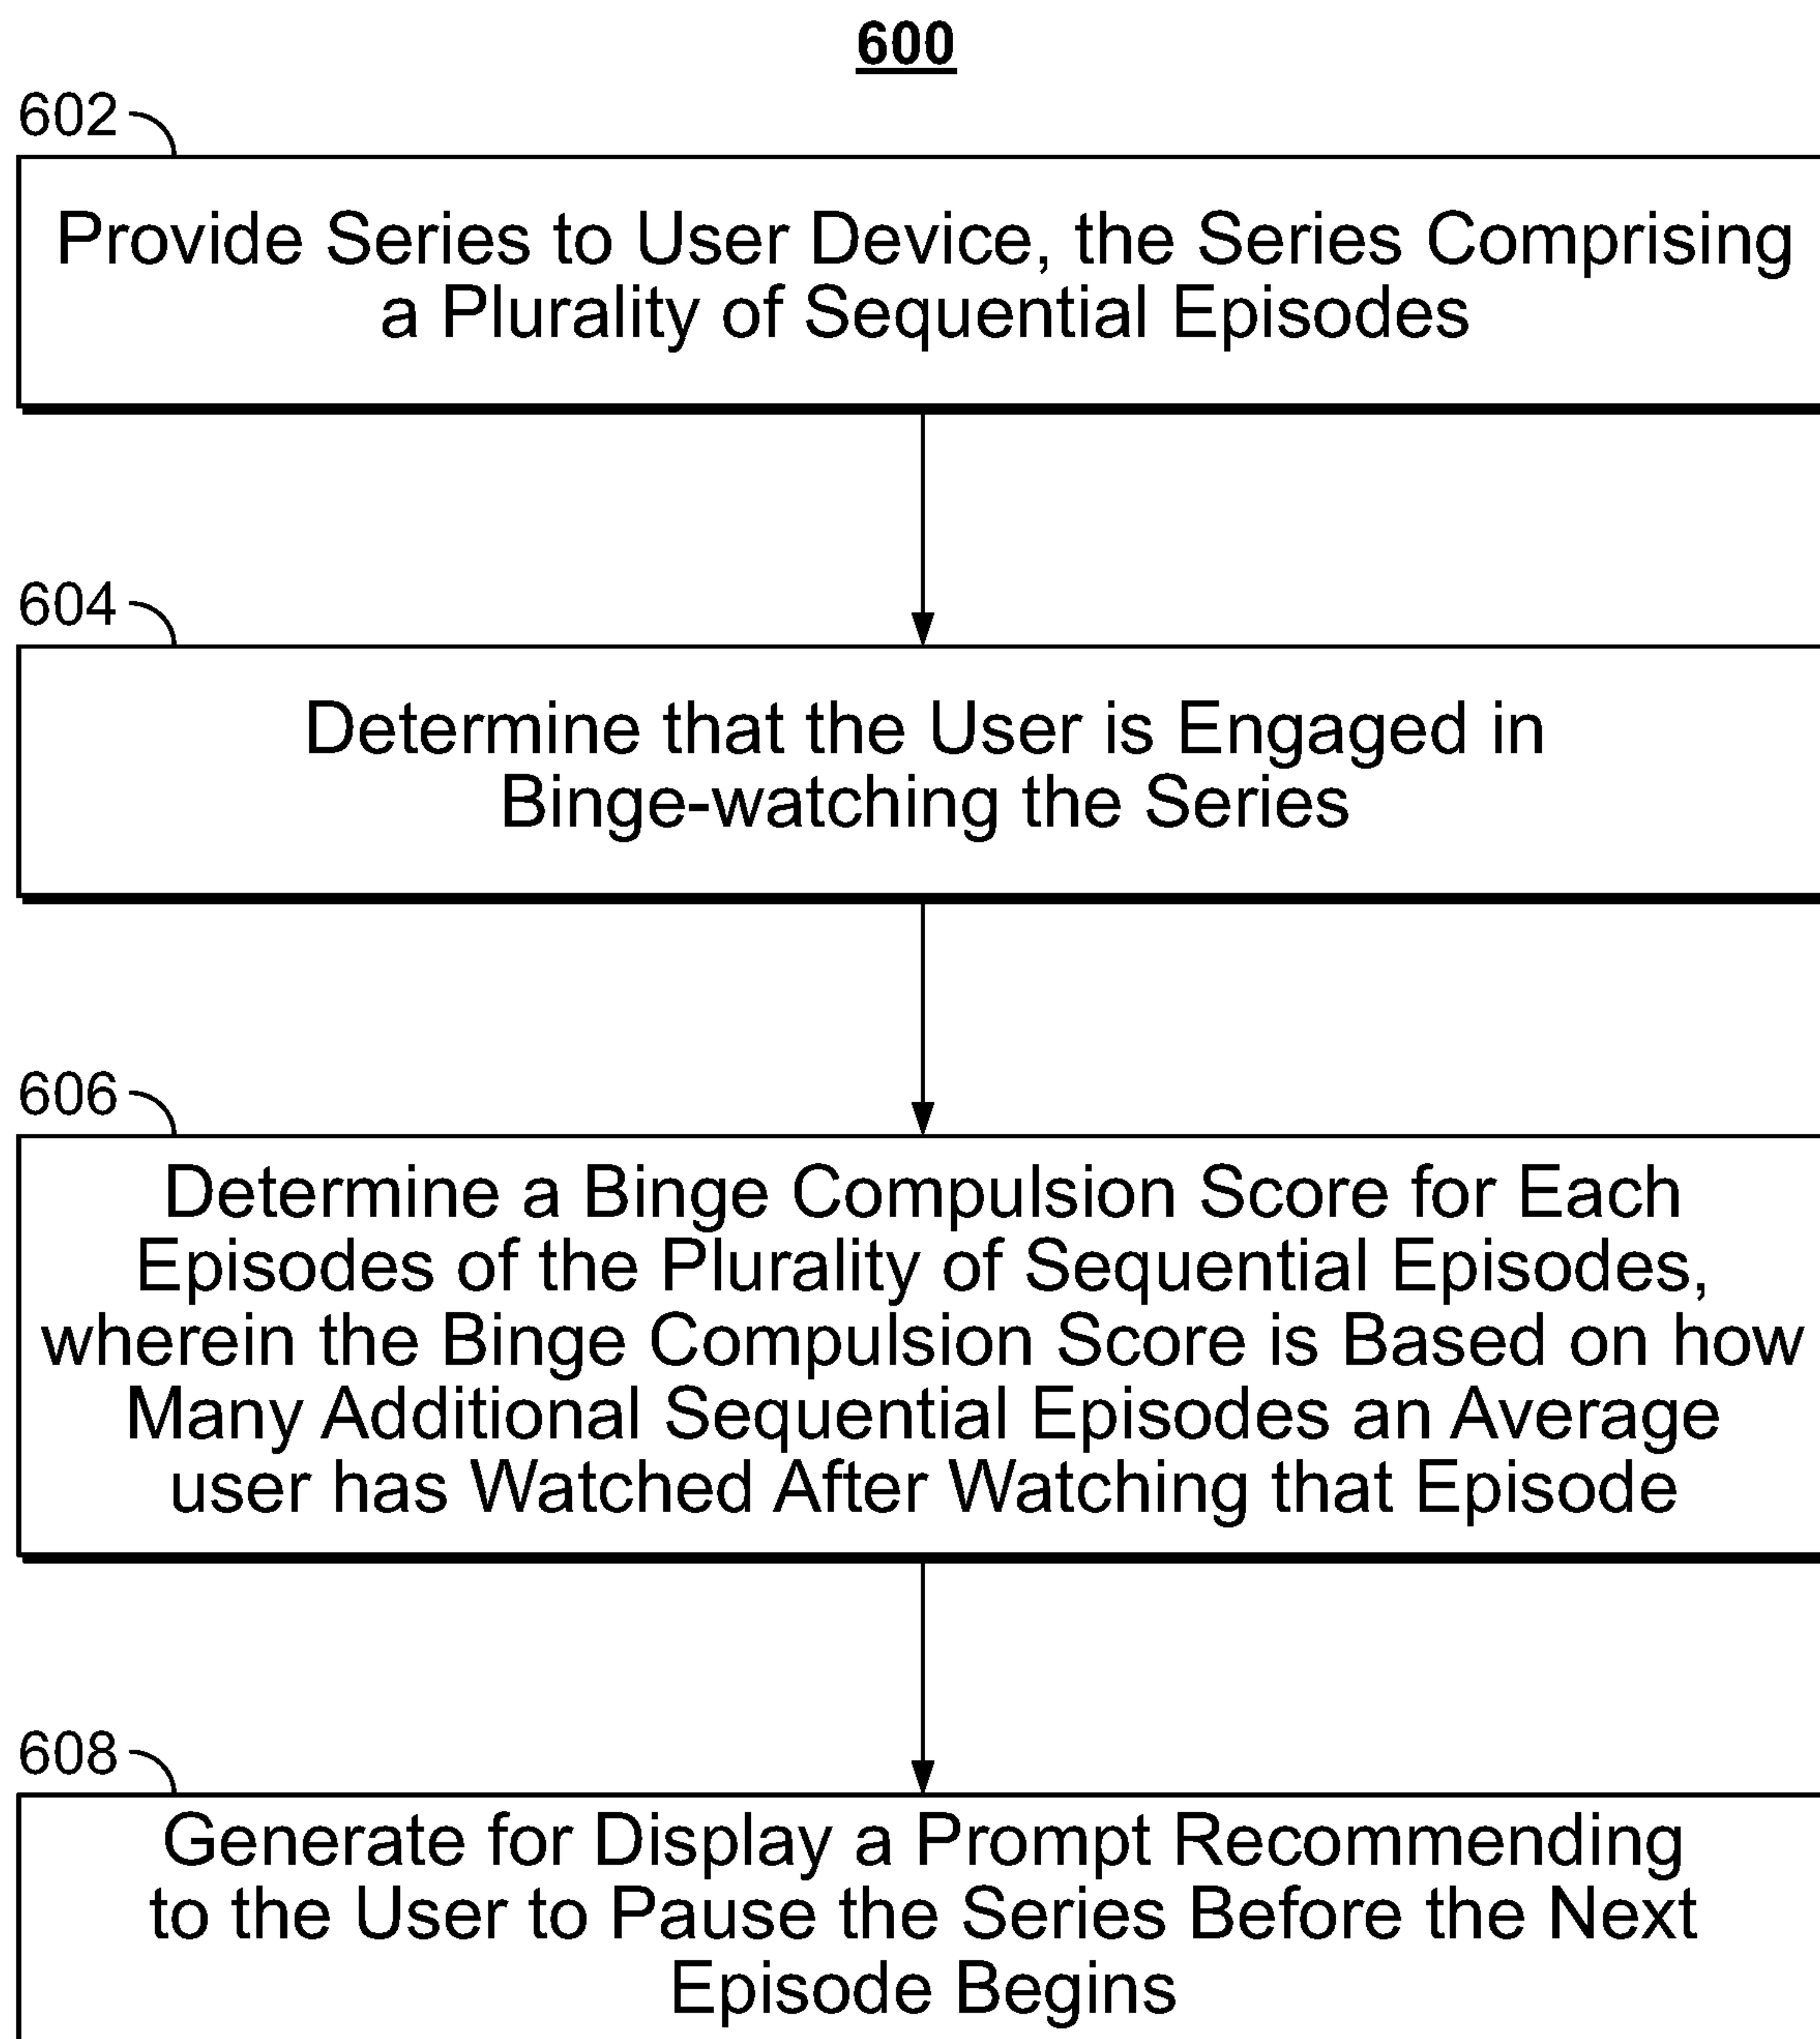 600
602
Provide Series to User Device, the Series Comprising
a Plurality of Sequential Episodes
604
Determine that the User is Engaged in
Binge-watching the Series
606
Determine a Binge Compulsion Score for Each
Episodes of the Plurality of Sequential Episodes,
wherein the Binge Compulsion Score is Based on how
Many Additional Sequential Episodes an Average
user has Watched After Watching that Episode
608
Generate for Display a Prompt Recommending
to the User to Pause the Series Before the Next
Episode Begins